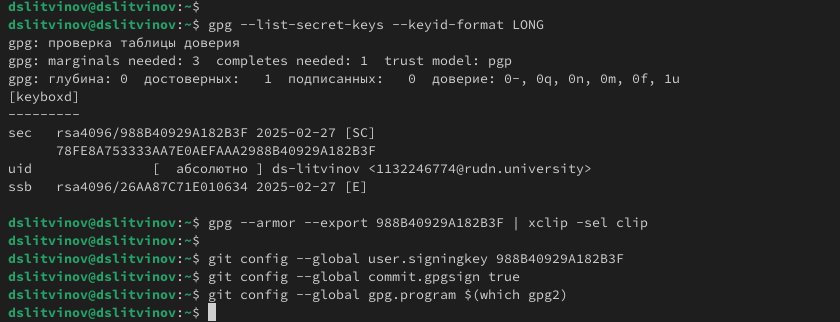 dslitvinov@dslitvinov:~$
dslitvinov@dslitvinov:~$ gpg --list-secret-keys --keyid-format LONG
gpg: проверка таблицы доверия
gpg: marginals needed: 3  completes needed: 1  trust model: pgp
gpg: глубина: 0  достоверных:   1  подписанных:   0  доверие: 0-, 0q, 0n, 0m, 0f, 1u
[keyboxd]
---------
sec   rsa4096/988B40929A182B3F 2025-02-27 [SC]
      78FE8A753333AA7E0AEFAAA2988B40929A182B3F
uid               [  абсолютно ] ds-litvinov <1132246774@rudn.university>
ssb   rsa4096/26AA87C71E010634 2025-02-27 [E]

dslitvinov@dslitvinov:~$ gpg --armor --export 988B40929A182B3F | xclip -sel clip
dslitvinov@dslitvinov:~$
dslitvinov@dslitvinov:~$ git config --global user.signingkey 988B40929A182B3F
dslitvinov@dslitvinov:~$ git config --global commit.gpgsign true
dslitvinov@dslitvinov:~$ git config --global gpg.program $(which gpg2)
dslitvinov@dslitvinov:~$